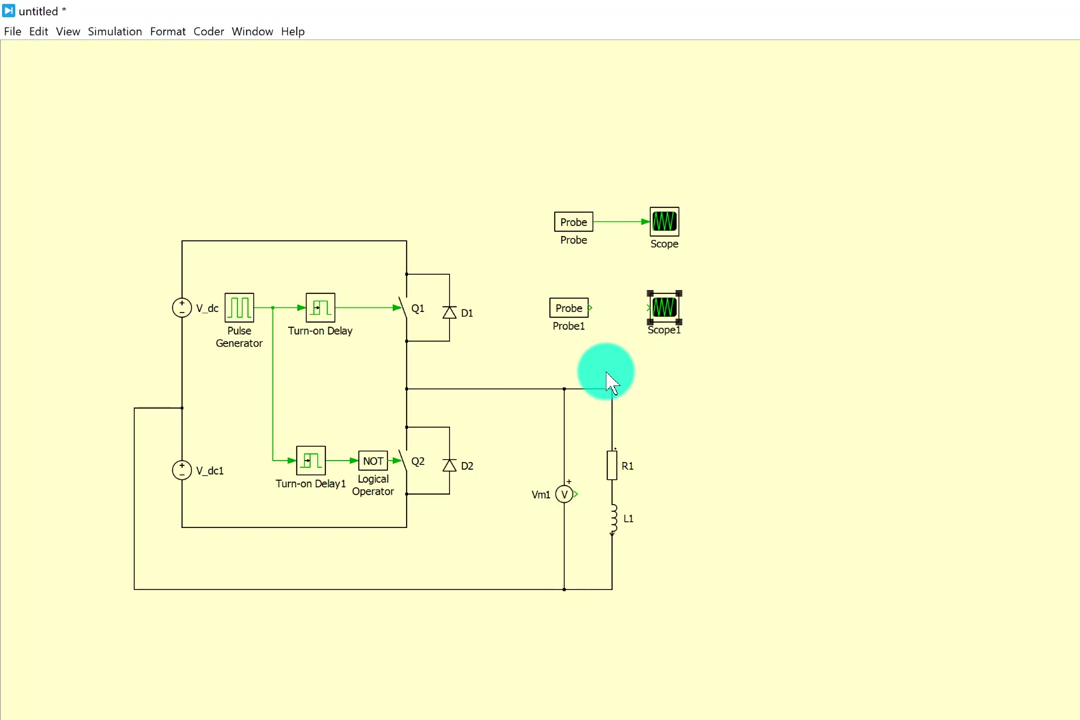 untitled *
File Edit View Simulation Format Coder Window Help
Probe
Probe
Scope
V_dc
Pulse
Generator
Turn-on Delay
Q1
D1
Probe
Probe1
Scope1
V_dc1
Turn-on Delay1
NOT
Logical
Operator
Q2
D2
Vm1
V
R1
L1